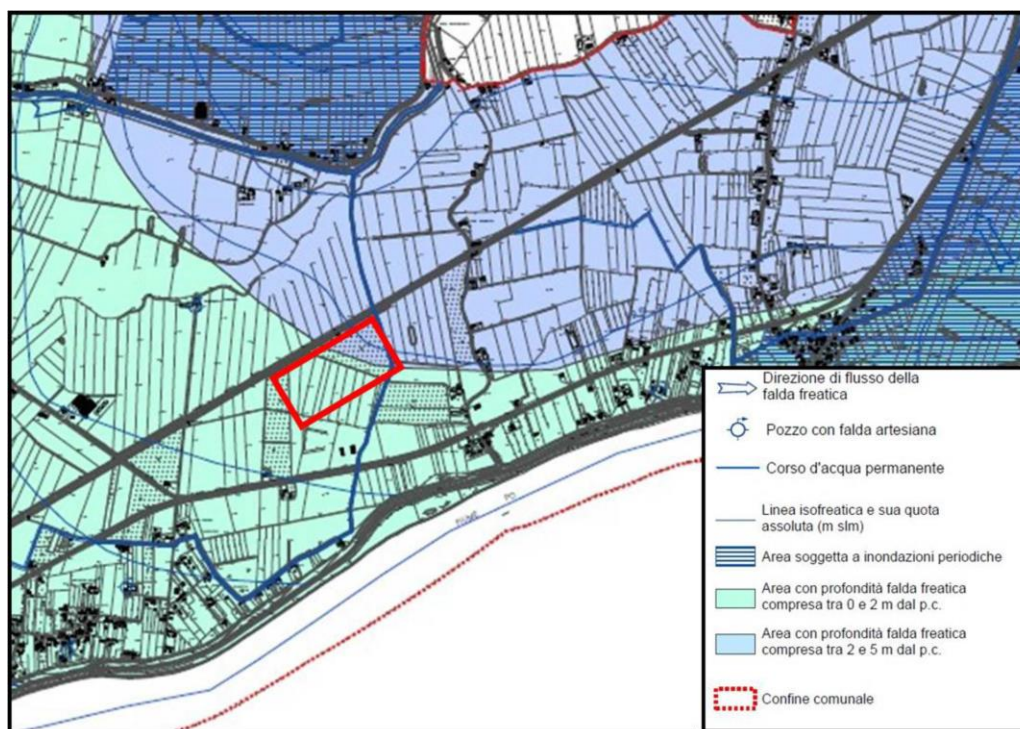 FIUME PO
Direzione di flusso della
falda freatica
Pozzo con falda artesiana
Corso d'acqua permanente
Linea isofreatica e sua quota
assoluta (m slm)
Area soggetta a inondazioni periodiche
Area con profondità falda freatica
compresa tra 0 e 2 m dal p.c.
Area con profondità falda freatica
compresa tra 2 e 5 m dal p.c.
Confine comunale